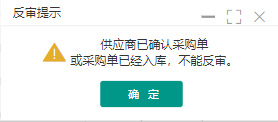 反审提示
供应商已确认采购单
或采购单已经入库，不能反审。
确 定